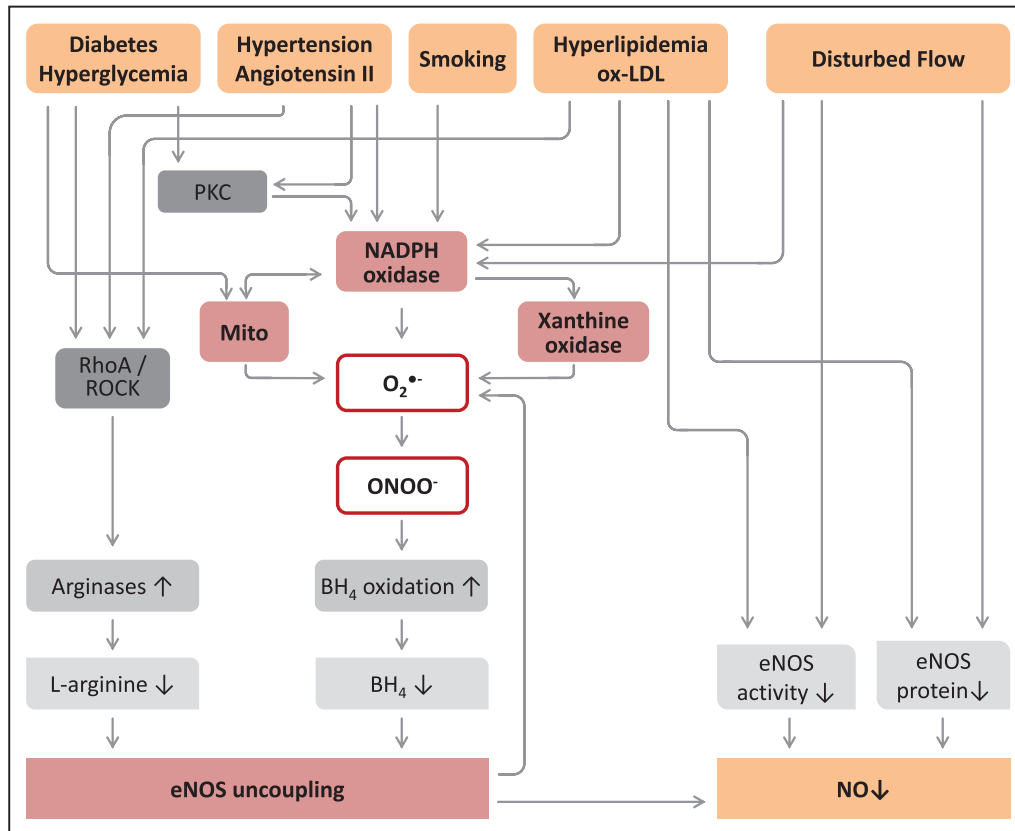 Diabetes
Hyperglycemia
Hypertension
Angiotensin II
Smoking
Hyperlipidemia
ox-LDL
Disturbed Flow
PKC
NADPH
oxidase
Mito
Xanthine
oxidase
RhoA /
ROCK
O₂•-
ONOO⁻
Arginases ↑
BH₄ oxidation ↑
L-arginine ↓
BH₄ ↓
eNOS
activity ↓
eNOS
protein↓
eNOS uncoupling
NO↓